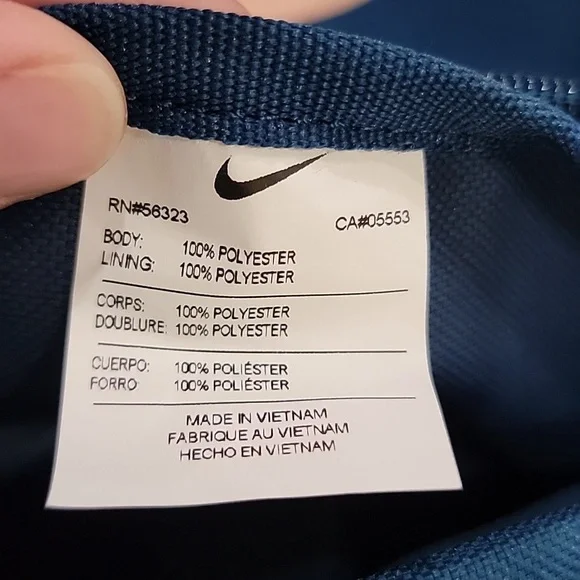 RN#56323 CA#05553
BODY: 100% POLYESTER
LINING: 100% POLYESTER
CORPS: 100% POLYESTER
DOUBLURE: 100% POLYESTER
CUERPO: 100% POLIÉSTER
FORRO 100% POLIÉSTER
MADE IN VIETNAM
FABRIQUE AU VIETNAM
HECHO EN VIETNAM